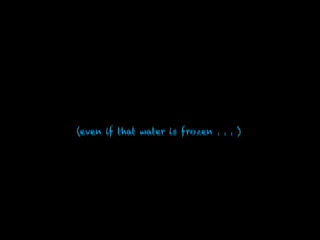 (even if that water is frozen . . . )